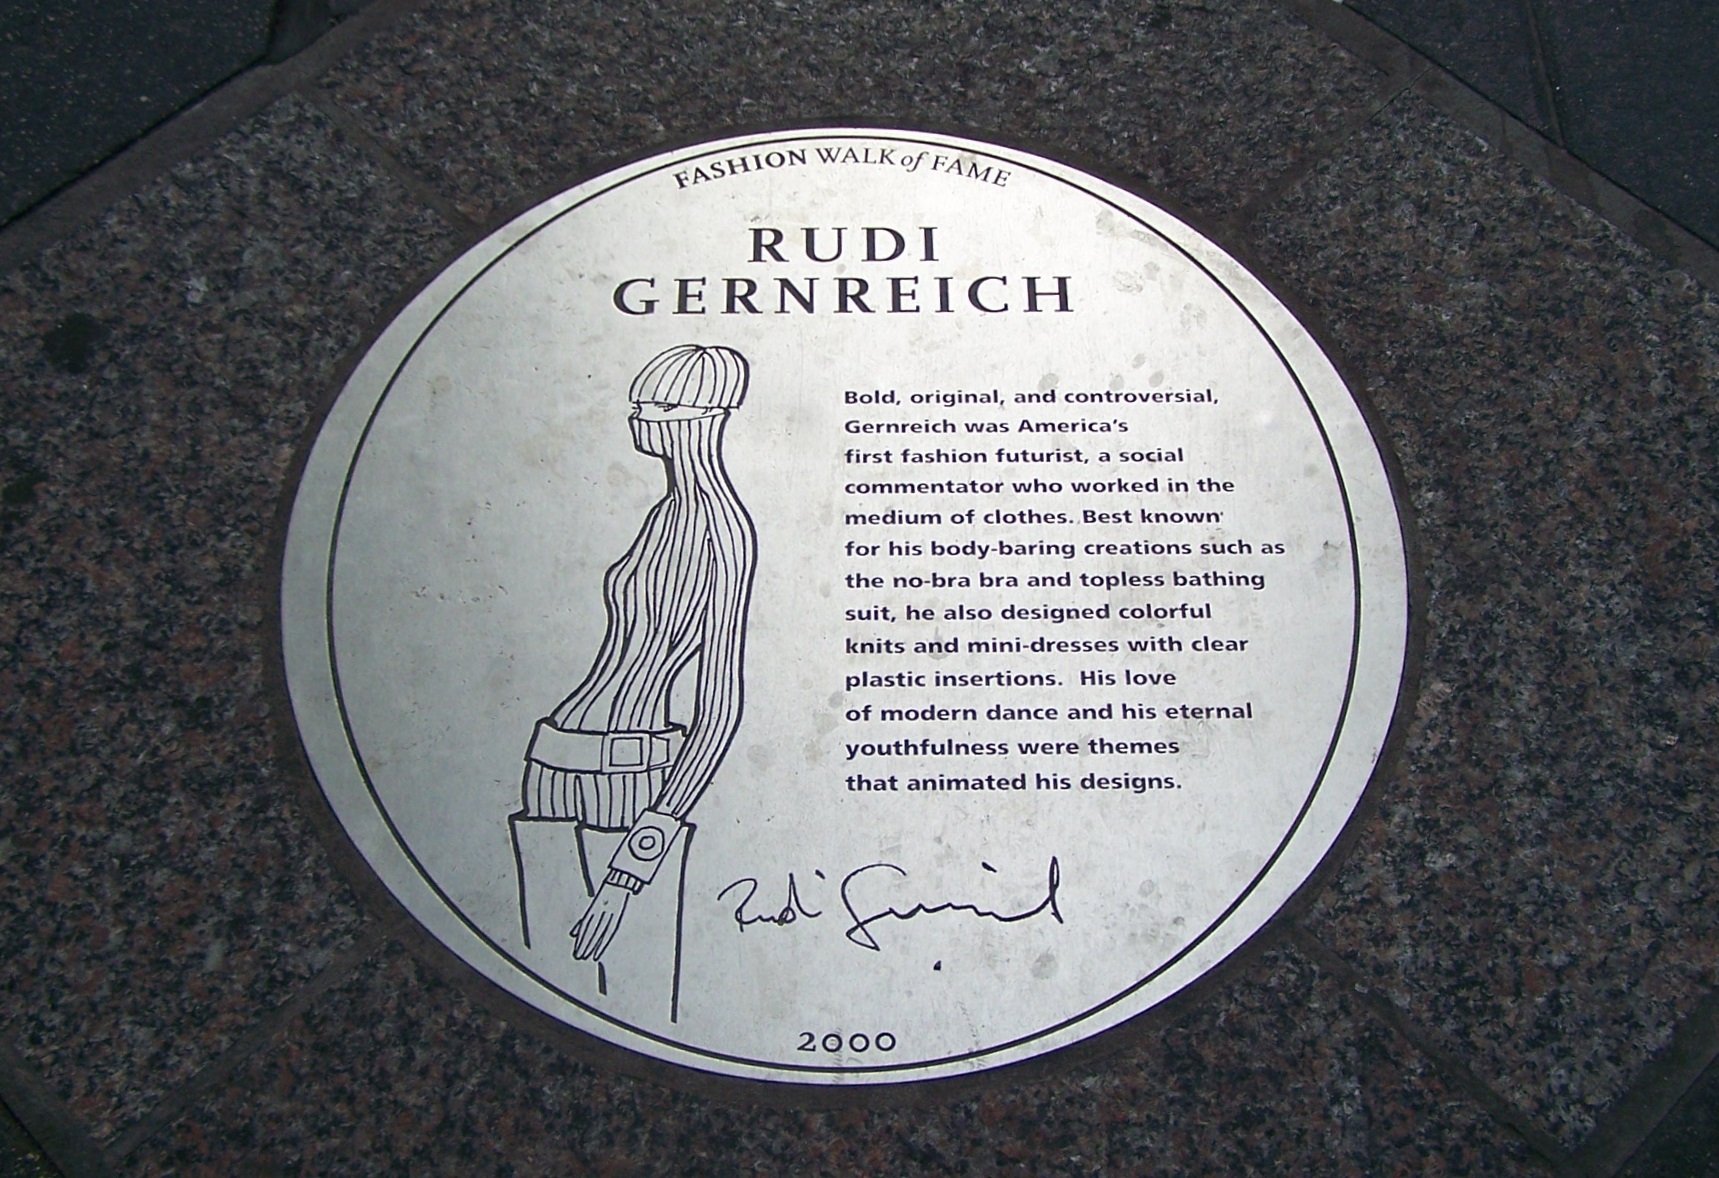 FASHION WALK of FAME
RUDI
GERNREICH
Bold, original, and controversial,
Gernreich was America's
first fashion futurist, a social
commentator who worked in the
medium of clothes. Best known
for his body-baring creations such as
the no-bra bra and topless bathing
suit, he also designed colorful
knits and mini-dresses with clear
plastic insertions. His love
of modern dance and his eternal
youthfulness were themes
that animated his designs.
Rudi Gernreich
2000